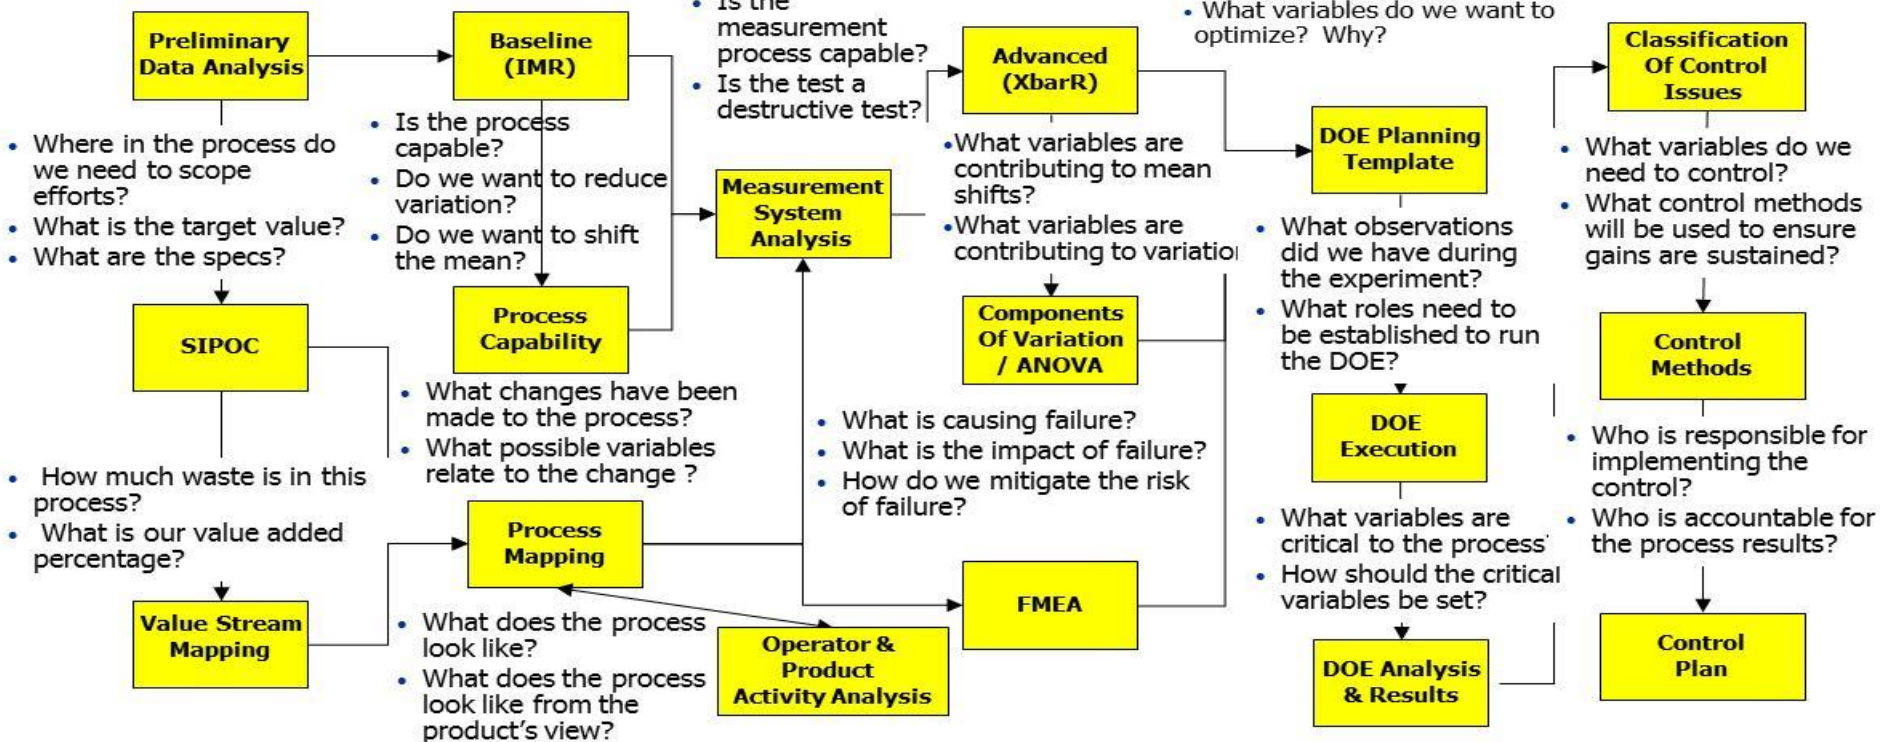 Preliminary
Data Analysis
• Where in the process do
we need to scope
efforts?
• What is the target value?
• What are the specs?
SIPOC
• How much waste is in this
process?
• What is our value added
percentage?
Value Stream
Mapping
Baseline
(IMR)
• Is the process
capable?
• Do we want to reduce
variation?
• Do we want to shift
the mean?
Process
Capability
• What changes have been
made to the process?
• What possible variables
relate to the change ?
Process
Mapping
• What does the process
look like?
• What does the process
look like from the
product's view?
• Is the
measurement
process capable?
• Is the test a
destructive test?
Measurement
System
Analysis
• What is causing failure?
• What is the impact of failure?
• How do we mitigate the risk
of failure?
Operator &
Product
Activity Analysis
Advanced
(XbarR)
•What variables are
contributing to mean
shifts?
•What variables are
contributing to variation
Components
Of Variation
/ ANOVA
FMEA
• What variables do we want to
optimize? Why?
DOE Planning
Template
• What observations
did we have during
the experiment?
• What roles need to
be established to run
the DOE?
DOE
Execution
• What variables are
critical to the process
• How should the critical
variables be set?
DOE Analysis
& Results
Classification
Of Control
Issues
• What variables do we
need to control?
• What control methods
will be used to ensure
gains are sustained?
Control
Methods
• Who is responsible for
implementing the
control?
• Who is accountable for
the process results?
Control
Plan